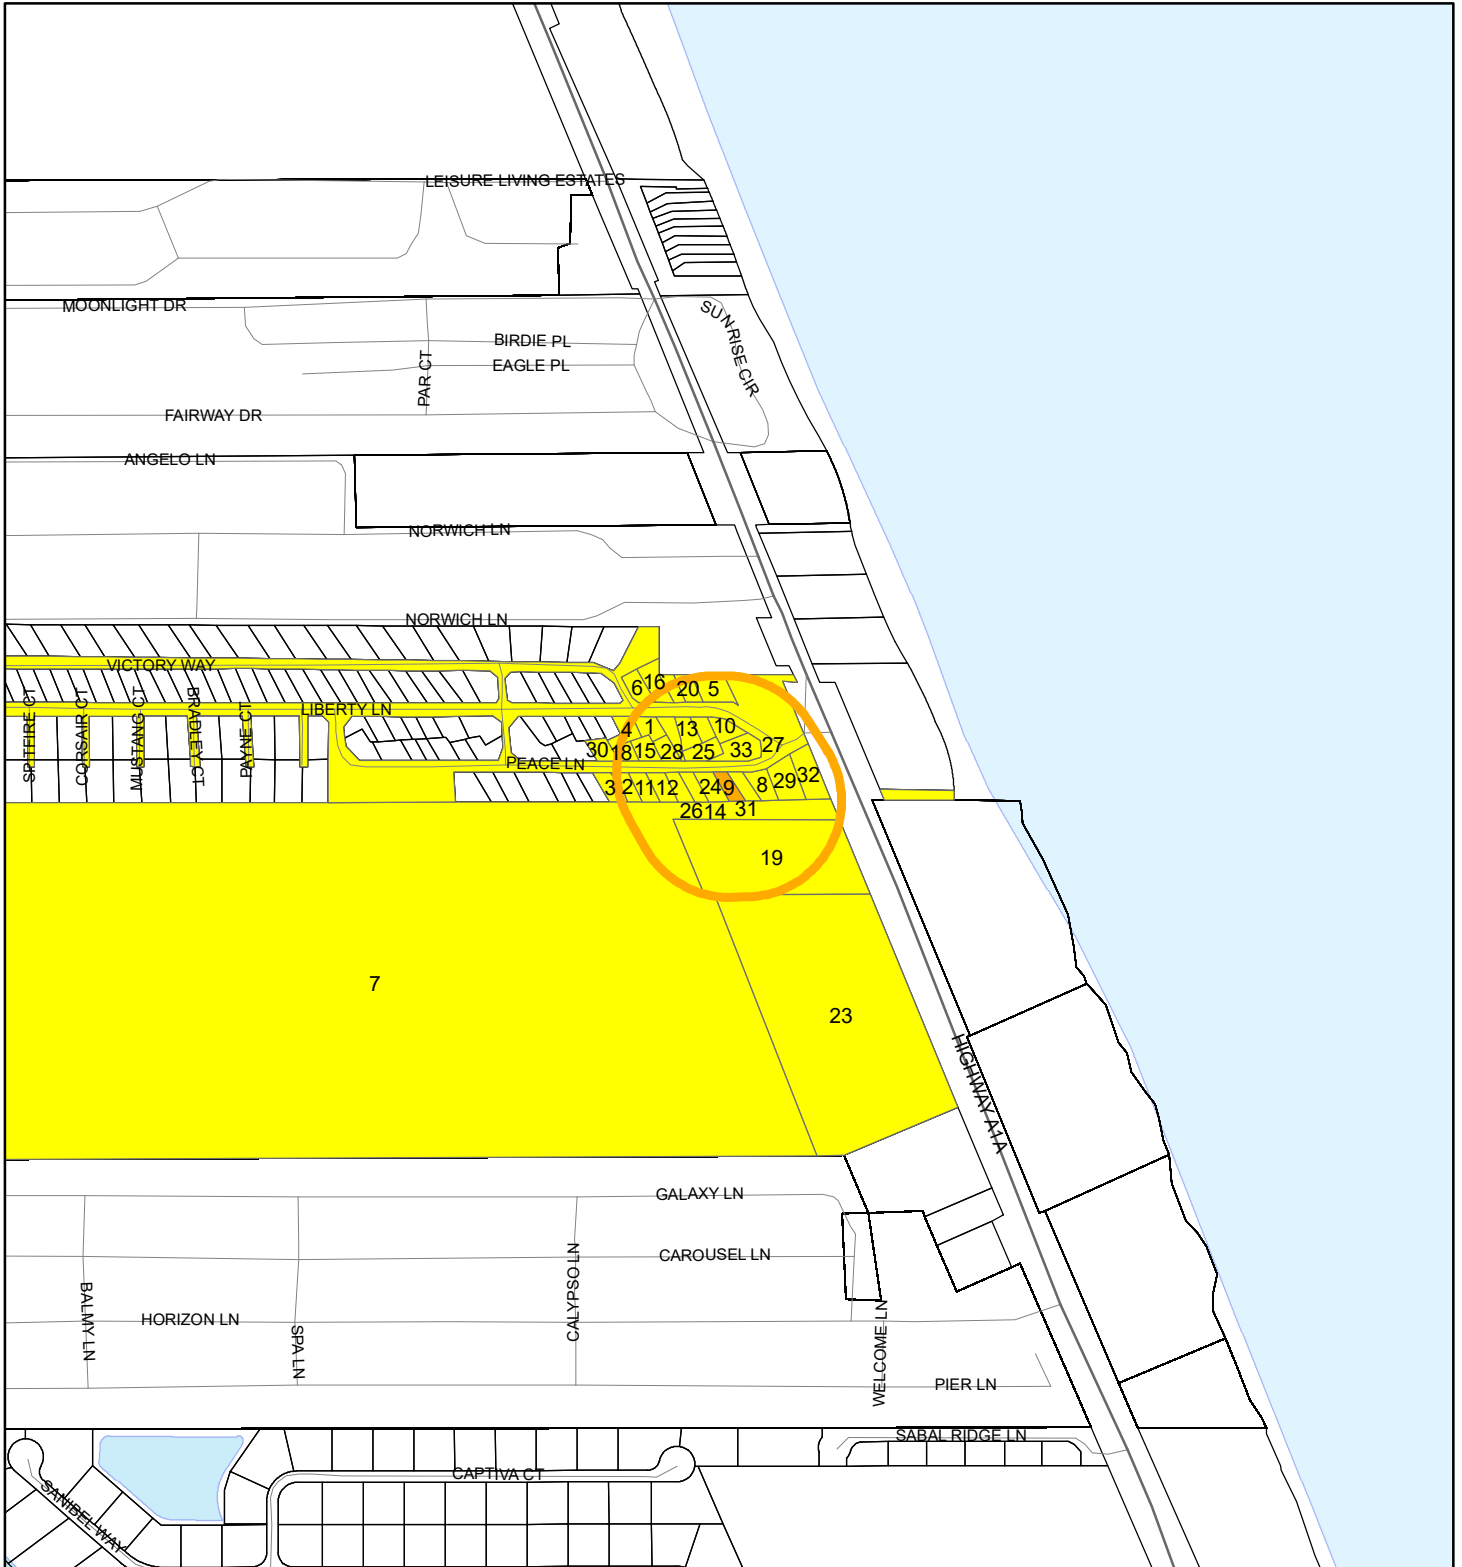 LEISURE LIVING ESTATES
MOONLIGHT DR
SUNRISE CIR
BIRDIE PL
EAGLE PL
PAR CT
FAIRWAY DR
ANGELO LN
NORWICH LN
NORWICH LN
VICTORY WAY
LIBERTY LN
SPITFIRE CT
CORSAIR CT
MUSTANG CT
BRADLEY CT
PAYNE CT
PEACE LN
6
16
20
5
4
1
13
10
30
18
15
28
25
33
27
3
2
11
12
24
9
8
29
32
26
14
31
19
7
23
HIGHWAY A1A
GALAXY LN
CAROUSEL LN
BALMY LN
HORIZON LN
SPA LN
CALYPSO LN
WELCOME LN
PIER LN
SABAL RIDGE LN
CAPTIVA CT
SANIBEL WAY